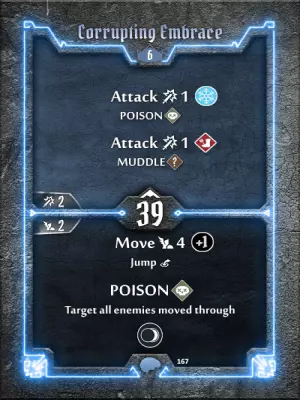 Corrupting Embrace
6
Attack 1
POISON
Attack 1
MUDDLE ?
2
39
2
Move 4 +1
Jump
POISON
Target all enemies moved through
167